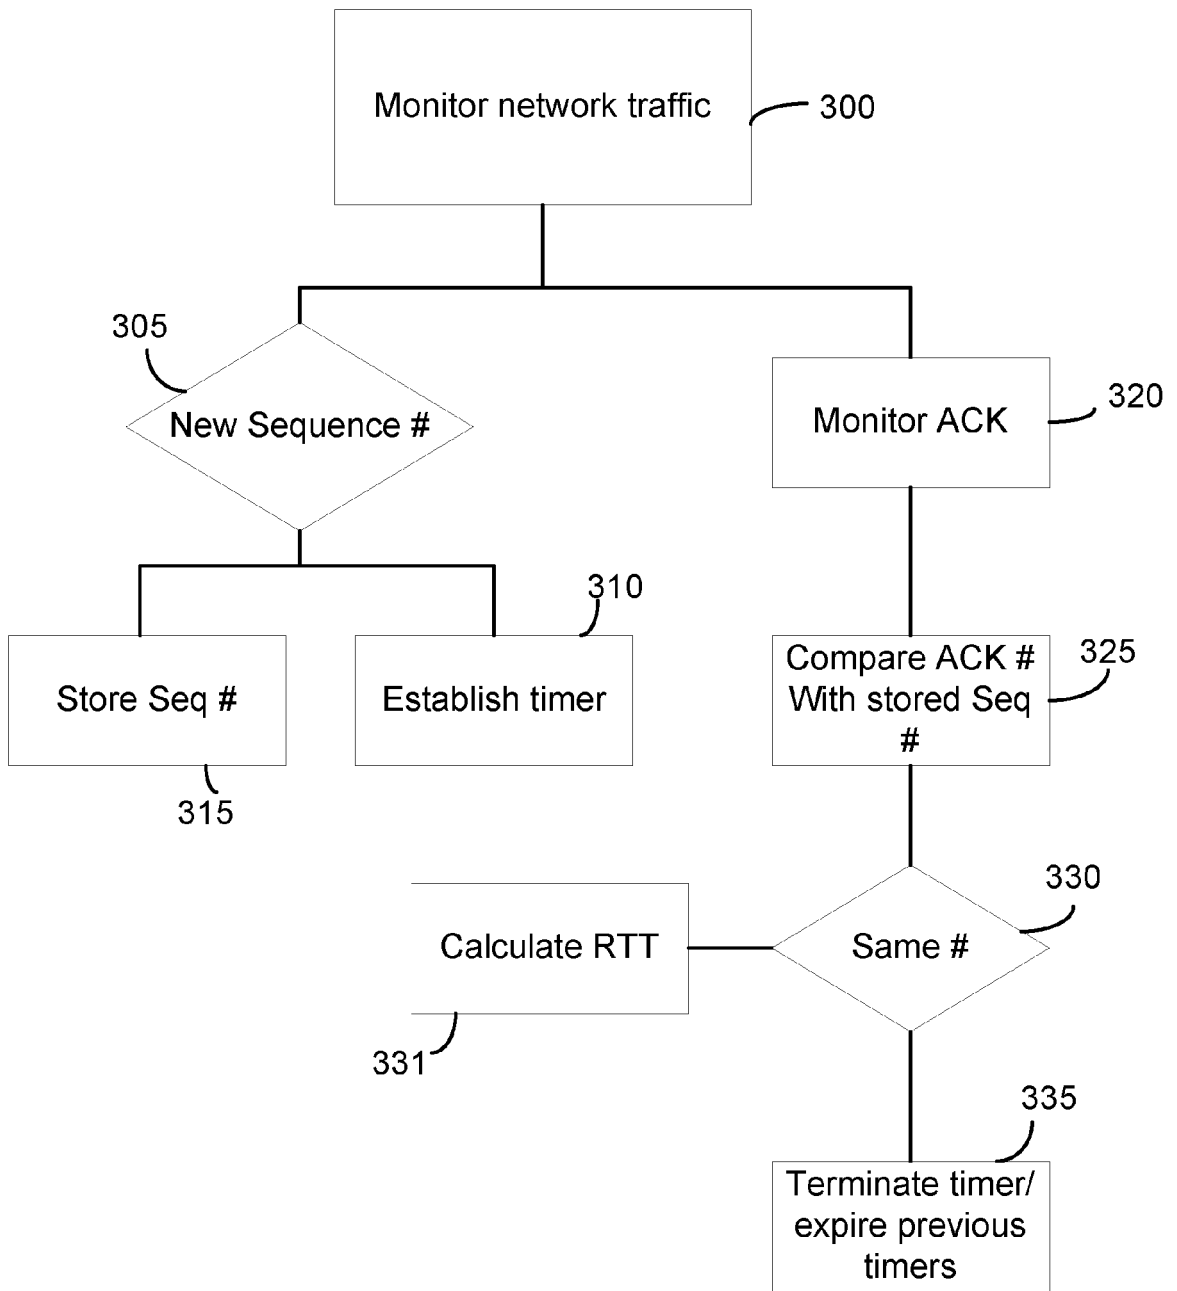 Monitor network traffic
300
305
New Sequence #
Monitor ACK
320
310
Store Seq #
Establish timer
315
Compare ACK #
With stored Seq
#
325
330
Same #
Calculate RTT
331
335
Terminate timer/
expire previous
timers